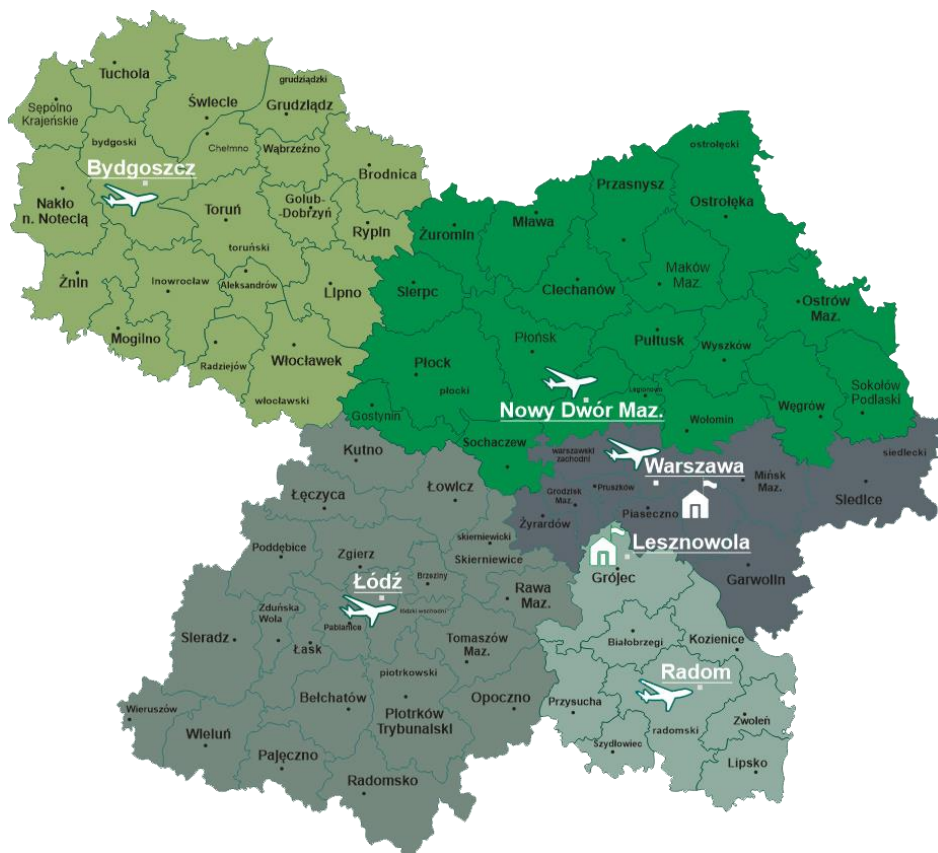 Tuchola
grudziądzki
Sępólno
Krajeńskie
Świecie
Grudziądz
bydgoski
Chełmno
Wąbrzeźno
Bydgoszcz
Brodnica
Nakło
n. Notecią
Toruń
Golub-
Dobrzyń
Rypin
toruński
Żnin
Inowrocław
Aleksandrów
Lipno
Mogilno
Radziejów
Włocławek
włocławski
ostrołęcki
Przasnysz
Ostrołęka
Mława
Żuromin
Maków
Maz.
Sierpc
Ciechanów
Ostrów
Maz.
Płońsk
Pułtusk
Wyszków
Płock
płocki
Legionowo
Sokołów
Podlaski
Węgrów
Gostynin
Nowy Dwór Maz.
Wołomin
Sochaczew
warszawski
zachodni
siedlecki
Warszawa
Mińsk
Maz.
Siedlce
Grodzisk
Maz.
Pruszków
Piaseczno
Żyrardów
Lesznowola
Garwolin
Kutno
Łęczyca
Łowicz
skierniewicki
Skierniewice
Poddębice
Zgierz
Brzeziny
Łódź
Rawa
Maz.
łódzki wschodni
Zduńska
Wola
Pabianice
Sieradz
Łask
Tomaszów
Maz.
piotrkowski
Bełchatów
Opoczno
Wieruszów
Piotrków
Trybunalski
Wieluń
Pajęczno
Radomsko
Grójec
Białobrzegi
Kozienice
Radom
Przysucha
Zwoleń
radomski
Szydłowiec
Lipsko